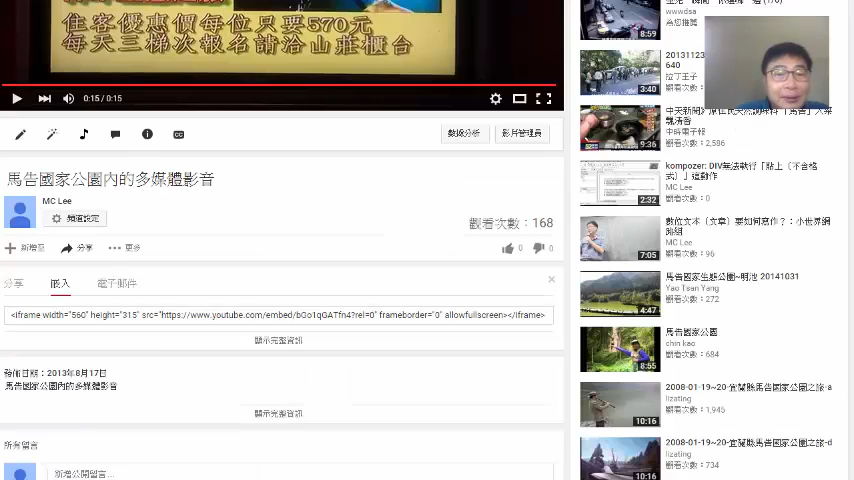 住客優惠價每位只要570元
每天三梯次報名請洽山莊櫃台
0:15 / 0:15
數據分析
影片管理員
馬告國家公園內的多媒體影音
MC Lee
頻道設定
觀看次數：168
新增至
分享
更多
0
0
分享
嵌入
電子郵件
<iframe width="560" height="315" src="https://www.youtube.com/embed/bGo1qGATfn4?rel=0" frameborder="0" allowfullscreen></iframe>
顯示完整資訊
發佈日期：2013年8月17日
馬告國家公園內的多媒體影音
顯示完整資訊
所有留言
新增公開留言...
wwwdsa
為您推薦
8:59
20131123
640
拉丁王子
觀看次數：
3:40
中時電子報
觀看次數：2,586
9:36
kompozer: DIV無法執行「貼上（不含格
式）」這動作
MC Lee
觀看次數：0
2:32
數位文本（文章）要如何寫作？：小世界網
路組
MC Lee
觀看次數：96
7:05
馬告國家生態公園~明池 20141031
Yao Tsan Yang
觀看次數：272
4:47
馬告國家公園
chin kao
觀看次數：684
8:55
2008-01-19~20-宜蘭縣馬告國家公園之旅-a
lizating
觀看次數：1,945
10:16
2008-01-19~20-宜蘭縣馬告國家公園之旅-d
lizating
觀看次數：734
10:16